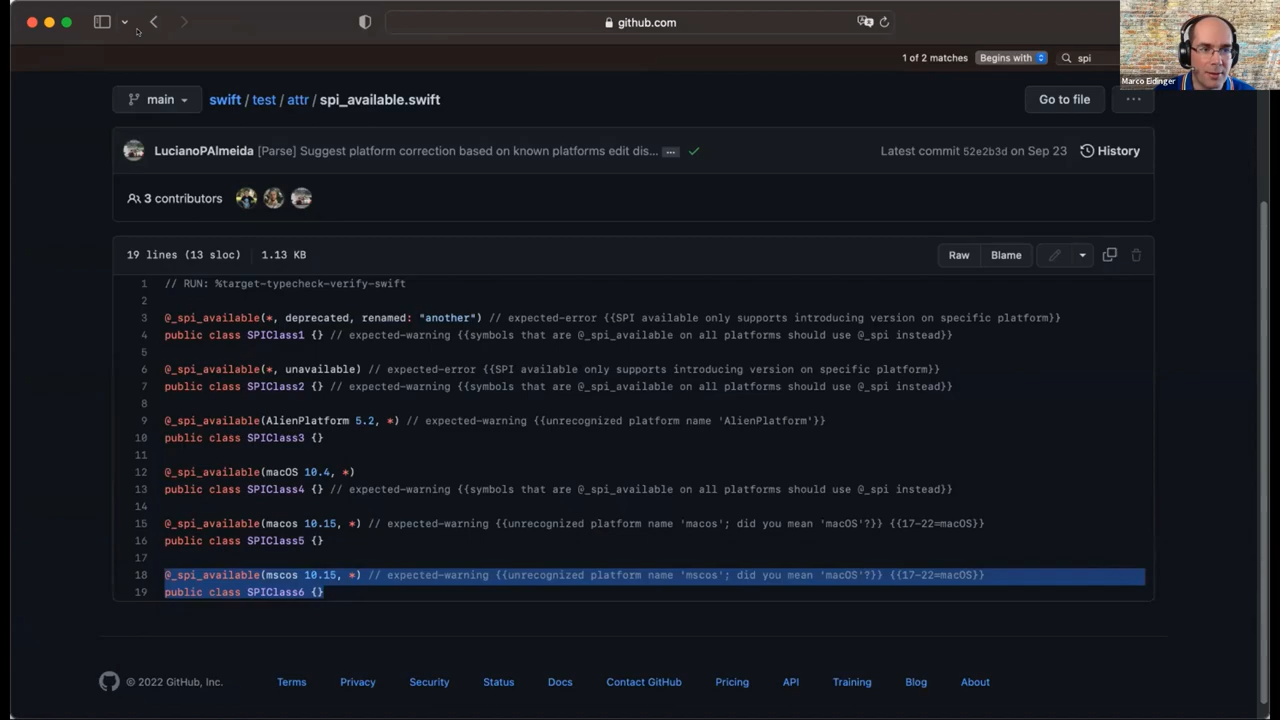 github.com
1 of 2 matches
Begins with
spi
Marco Eidinger
main
swift / test / attr / spi_available.swift
Go to file
...
LucianoPAlmeida [Parse] Suggest platform correction based on known platforms edit dis...
...
Latest commit 52e2b3d on Sep 23
History
3 contributors
19 lines (13 sloc) 1.13 KB
Raw
Blame
1 // RUN: %target-typecheck-verify-swift
2
3 @_spi_available(*, deprecated, renamed: "another") // expected-error {{SPI available only supports introducing version on specific platform}}
4 public class SPIClass1 {} // expected-warning {{symbols that are @_spi_available on all platforms should use @_spi instead}}
5
6 @_spi_available(*, unavailable) // expected-error {{SPI available only supports introducing version on specific platform}}
7 public class SPIClass2 {} // expected-warning {{symbols that are @_spi_available on all platforms should use @_spi instead}}
8
9 @_spi_available(AlienPlatform 5.2, *) // expected-warning {{unrecognized platform name 'AlienPlatform'}}
10 public class SPIClass3 {}
11
12 @_spi_available(macOS 10.4, *)
13 public class SPIClass4 {} // expected-warning {{symbols that are @_spi_available on all platforms should use @_spi instead}}
14
15 @_spi_available(macos 10.15, *) // expected-warning {{unrecognized platform name 'macos'; did you mean 'macOS'?}} {{17-22=macOS}}
16 public class SPIClass5 {}
17
18 @_spi_available(mscos 10.15, *) // expected-warning {{unrecognized platform name 'mscos'; did you mean 'macOS'?}} {{17-22=macOS}}
19 public class SPIClass6 {}
© 2022 GitHub, Inc.
Terms
Privacy
Security
Status
Docs
Contact GitHub
Pricing
API
Training
Blog
About